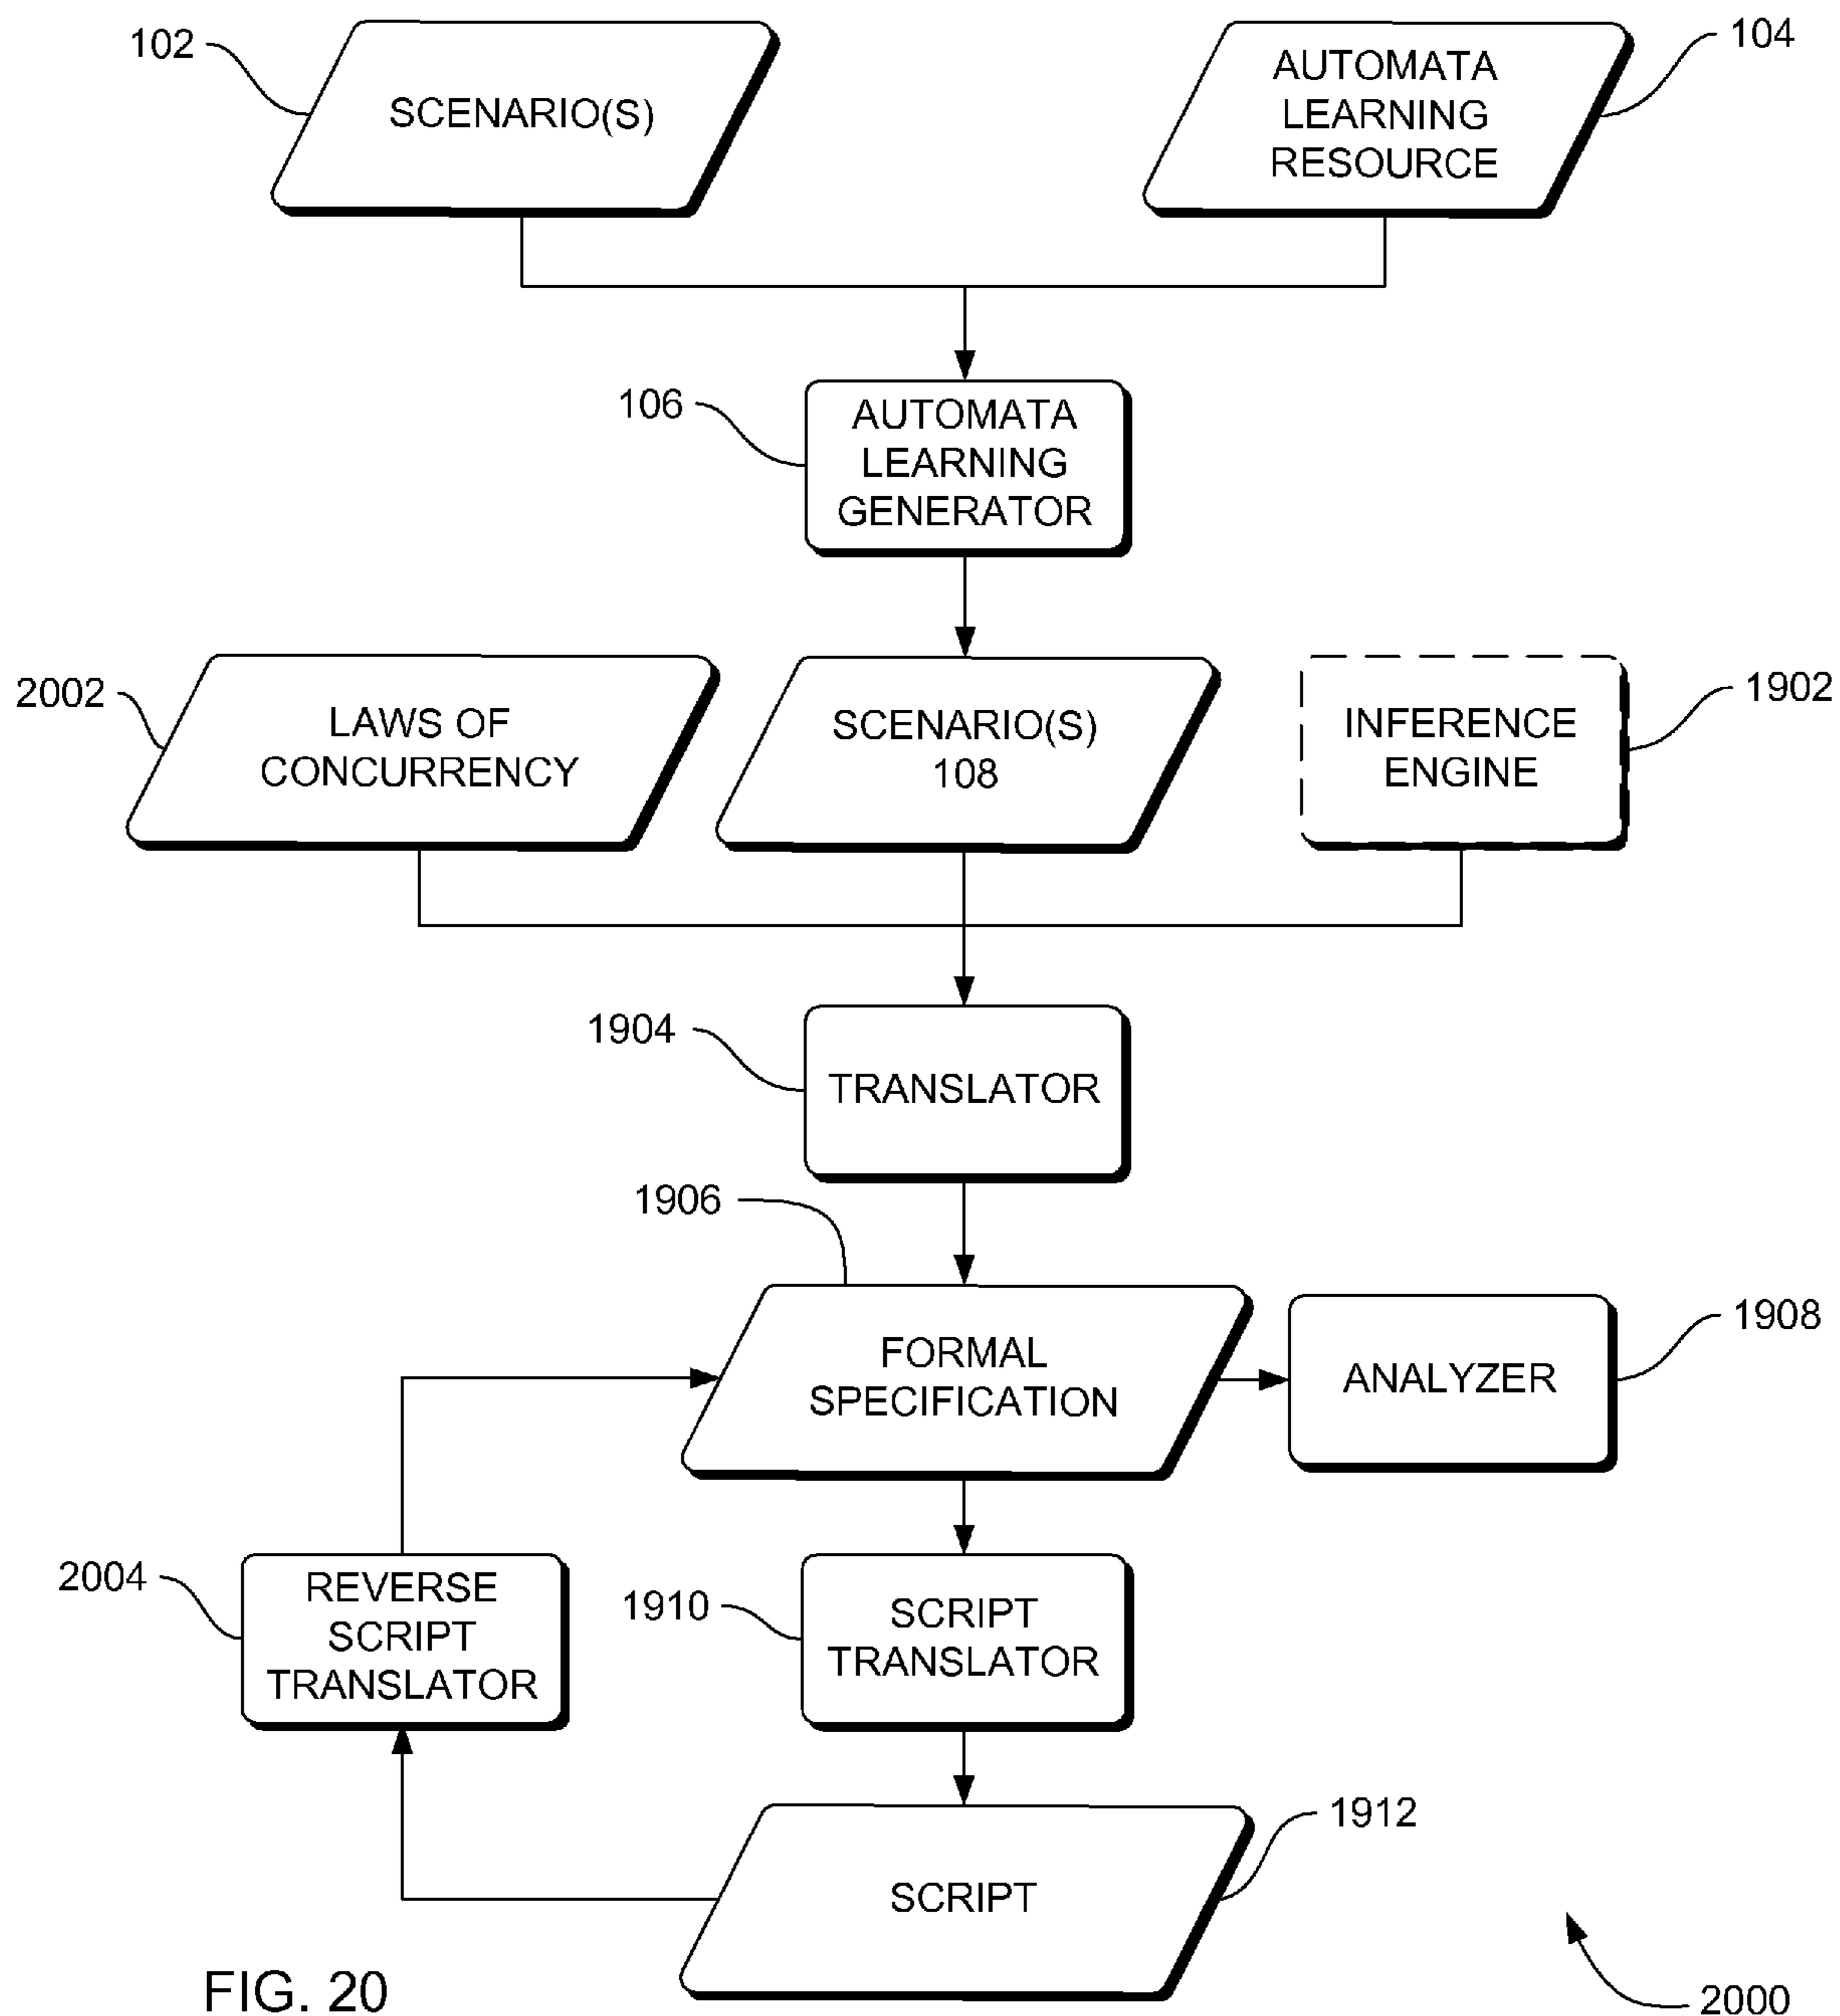 102
SCENARIO(S)
AUTOMATA
LEARNING
RESOURCE
104
106
AUTOMATA
LEARNING
GENERATOR
2002
LAWS OF
CONCURRENCY
SCENARIO(S)
108
INFERENCE
ENGINE
1902
1904
TRANSLATOR
1906
FORMAL
SPECIFICATION
ANALYZER
1908
2004
REVERSE
SCRIPT
TRANSLATOR
1910
SCRIPT
TRANSLATOR
SCRIPT
1912
FIG. 20
2000